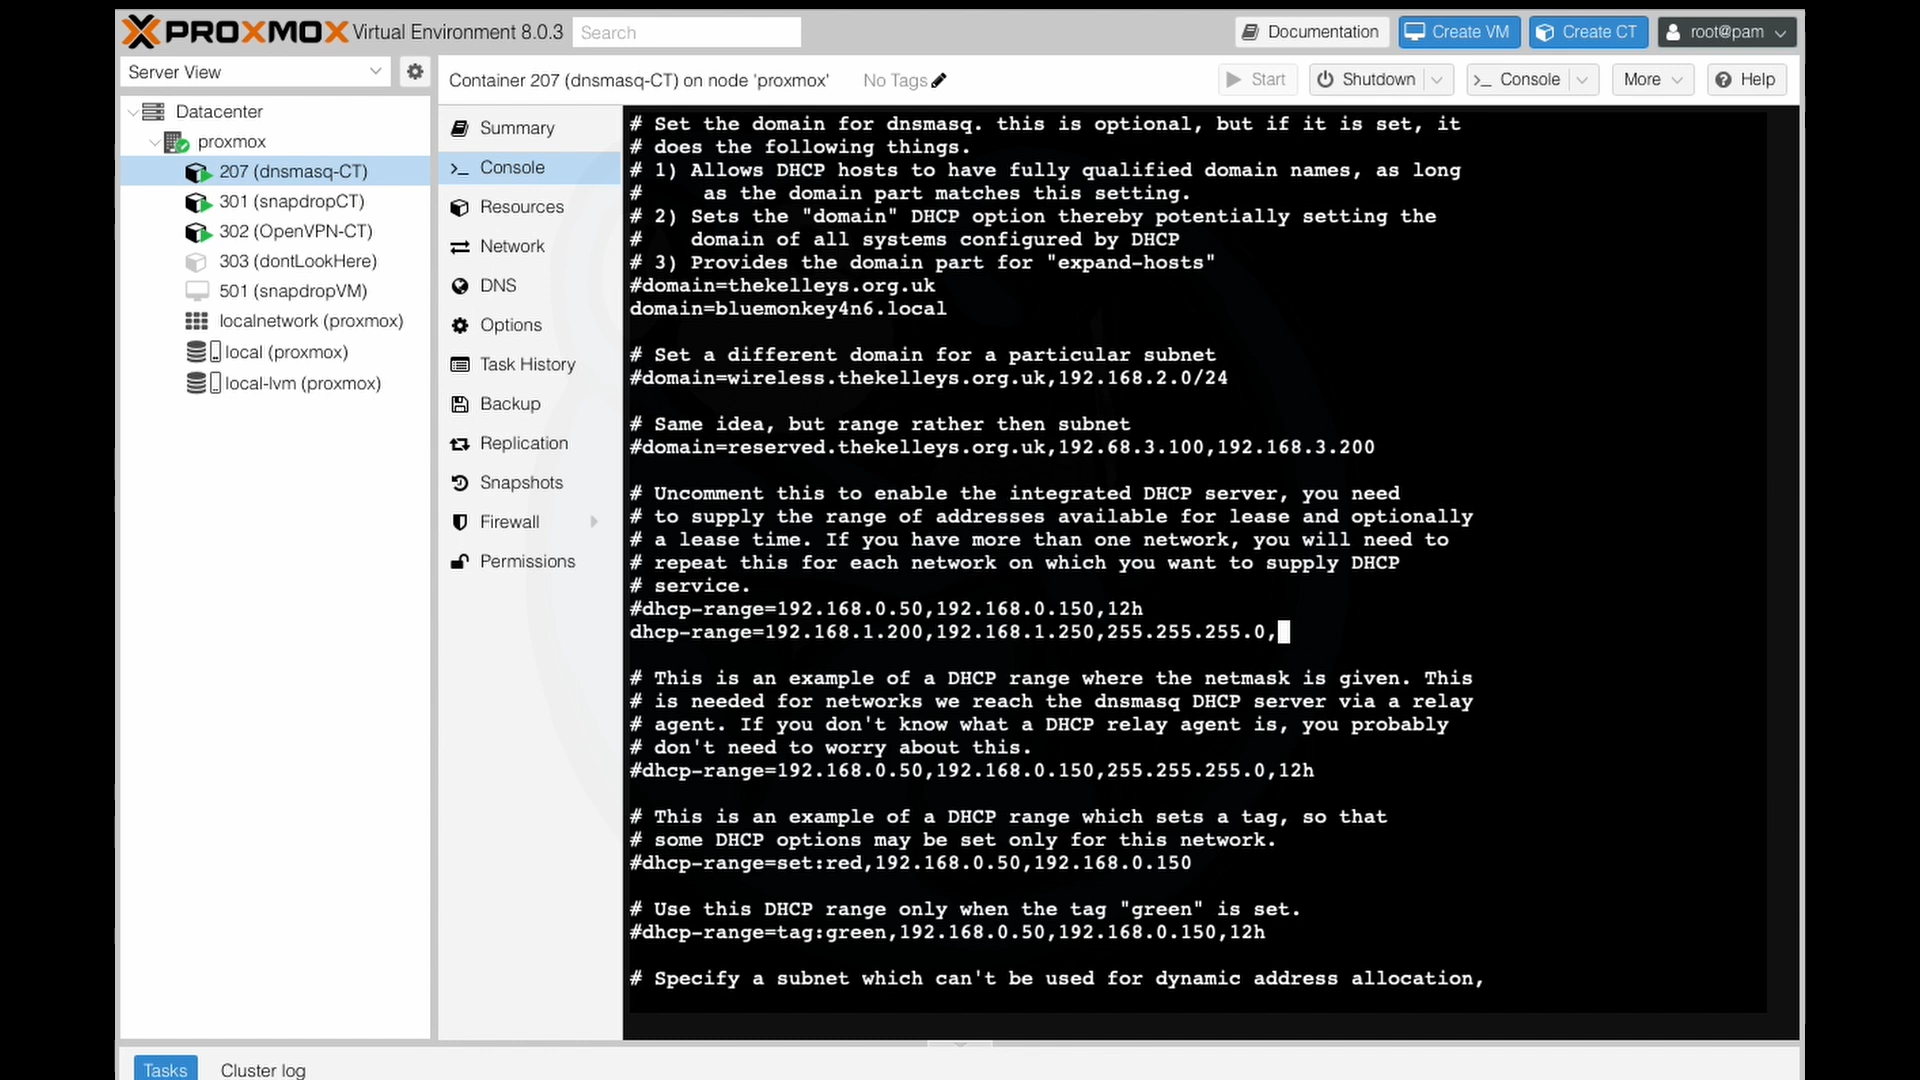 PROXMOX Virtual Environment 8.0.3 Search Documentation Create VM Create CT root@pam
Server View
Container 207 (dnsmasq-CT) on node 'proxmox' No Tags Start Shutdown Console More Help
Datacenter
proxmox
207 (dnsmasq-CT)
301 (snapdropCT)
302 (OpenVPN-CT)
303 (dontLookHere)
501 (snapdropVM)
localnetwork (proxmox)
local (proxmox)
local-lvm (proxmox)
Summary
Console
Resources
Network
DNS
Options
Task History
Backup
Replication
Snapshots
Firewall
Permissions
# Set the domain for dnsmasq. this is optional, but if it is set, it
# does the following things.
# 1) Allows DHCP hosts to have fully qualified domain names, as long
#     as the domain part matches this setting.
# 2) Sets the "domain" DHCP option thereby potentially setting the
#    domain of all systems configured by DHCP
# 3) Provides the domain part for "expand-hosts"
#domain=thekelleys.org.uk
domain=bluemonkey4n6.local
# Set a different domain for a particular subnet
#domain=wireless.thekelleys.org.uk,192.168.2.0/24
# Same idea, but range rather then subnet
#domain=reserved.thekelleys.org.uk,192.68.3.100,192.168.3.200
# Uncomment this to enable the integrated DHCP server, you need
# to supply the range of addresses available for lease and optionally
# a lease time. If you have more than one network, you will need to
# repeat this for each network on which you want to supply DHCP
# service.
#dhcp-range=192.168.0.50,192.168.0.150,12h
dhcp-range=192.168.1.200,192.168.1.250,255.255.255.0,
# This is an example of a DHCP range where the netmask is given. This
# is needed for networks we reach the dnsmasq DHCP server via a relay
# agent. If you don't know what a DHCP relay agent is, you probably
# don't need to worry about this.
#dhcp-range=192.168.0.50,192.168.0.150,255.255.255.0,12h
# This is an example of a DHCP range which sets a tag, so that
# some DHCP options may be set only for this network.
#dhcp-range=set:red,192.168.0.50,192.168.0.150
# Use this DHCP range only when the tag "green" is set.
#dhcp-range=tag:green,192.168.0.50,192.168.0.150,12h
# Specify a subnet which can't be used for dynamic address allocation,
Tasks Cluster log